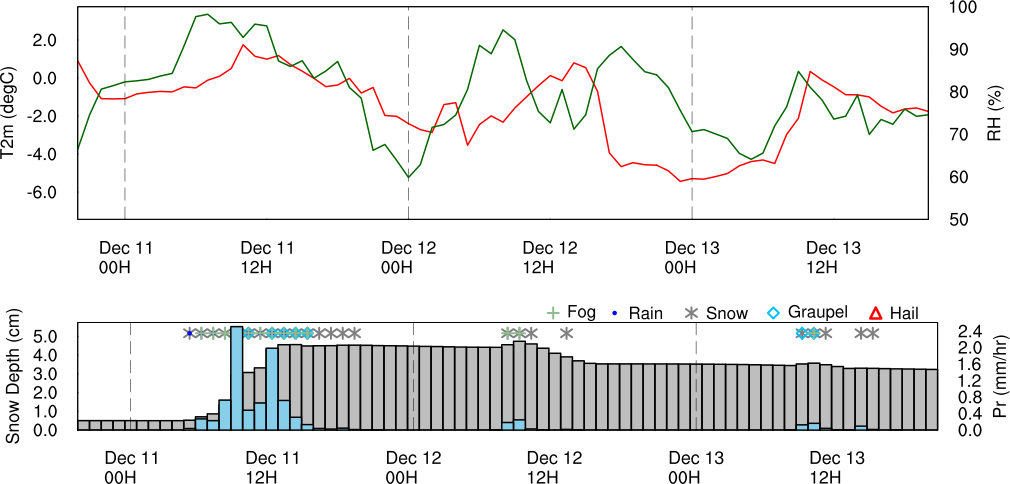 100
2.0
90
0.0
80
T2m (degC)
RH (%)
-2.0
70
-4.0
60
-6.0
50
Dec 11 Dec 11 Dec 12 Dec 12 Dec 13 Dec 13
00H 12H 00H 12H 00H 12H
Fog Rain Snow Graupel Hail
5.0 2.4
4.0 2.0
3.0 1.6
Snow Depth (cm)
Pr (mm/hr)
2.0 1.2
1.0 0.8
0.4
0.0 0.0
Dec 11 Dec 11 Dec 12 Dec 12 Dec 13 Dec 13
00H 12H 00H 12H 00H 12H